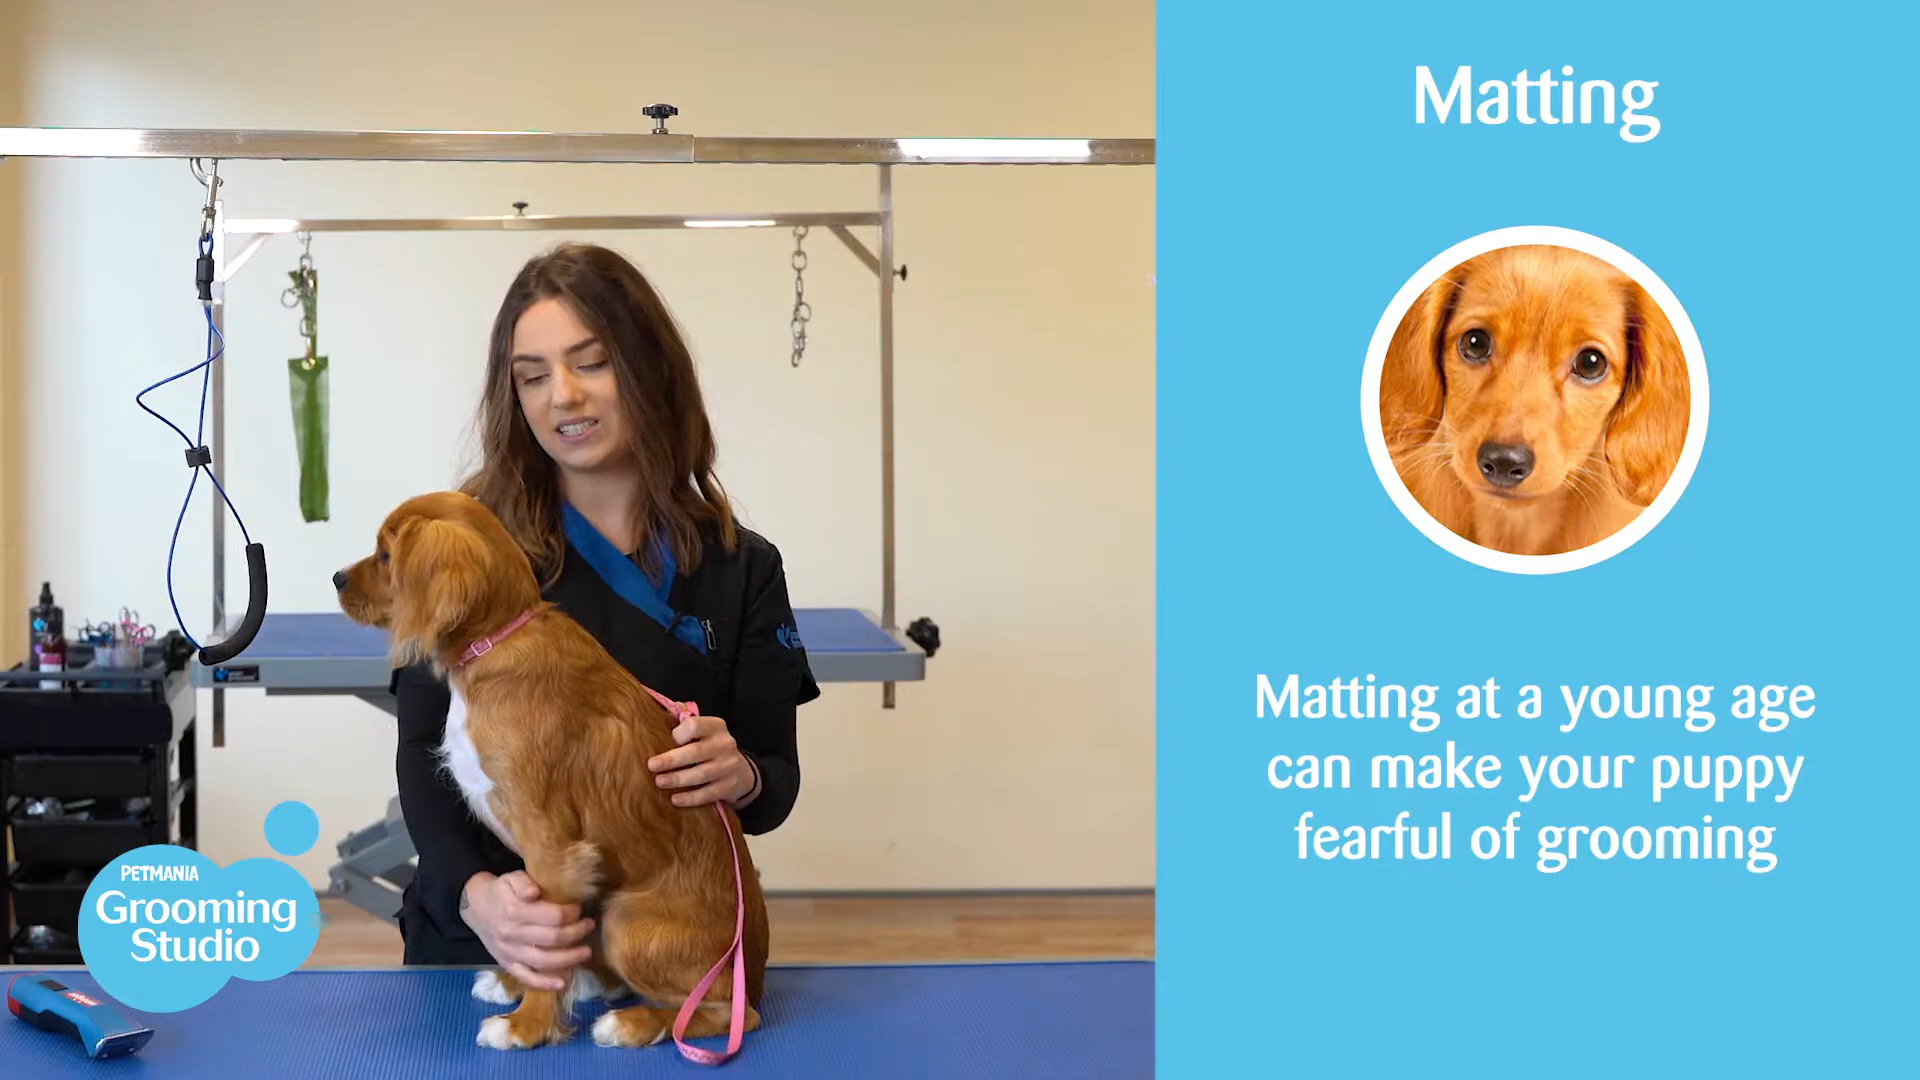 Matting
Matting at a young age
can make your puppy
fearful of grooming
PETMANIA
Grooming
Studio